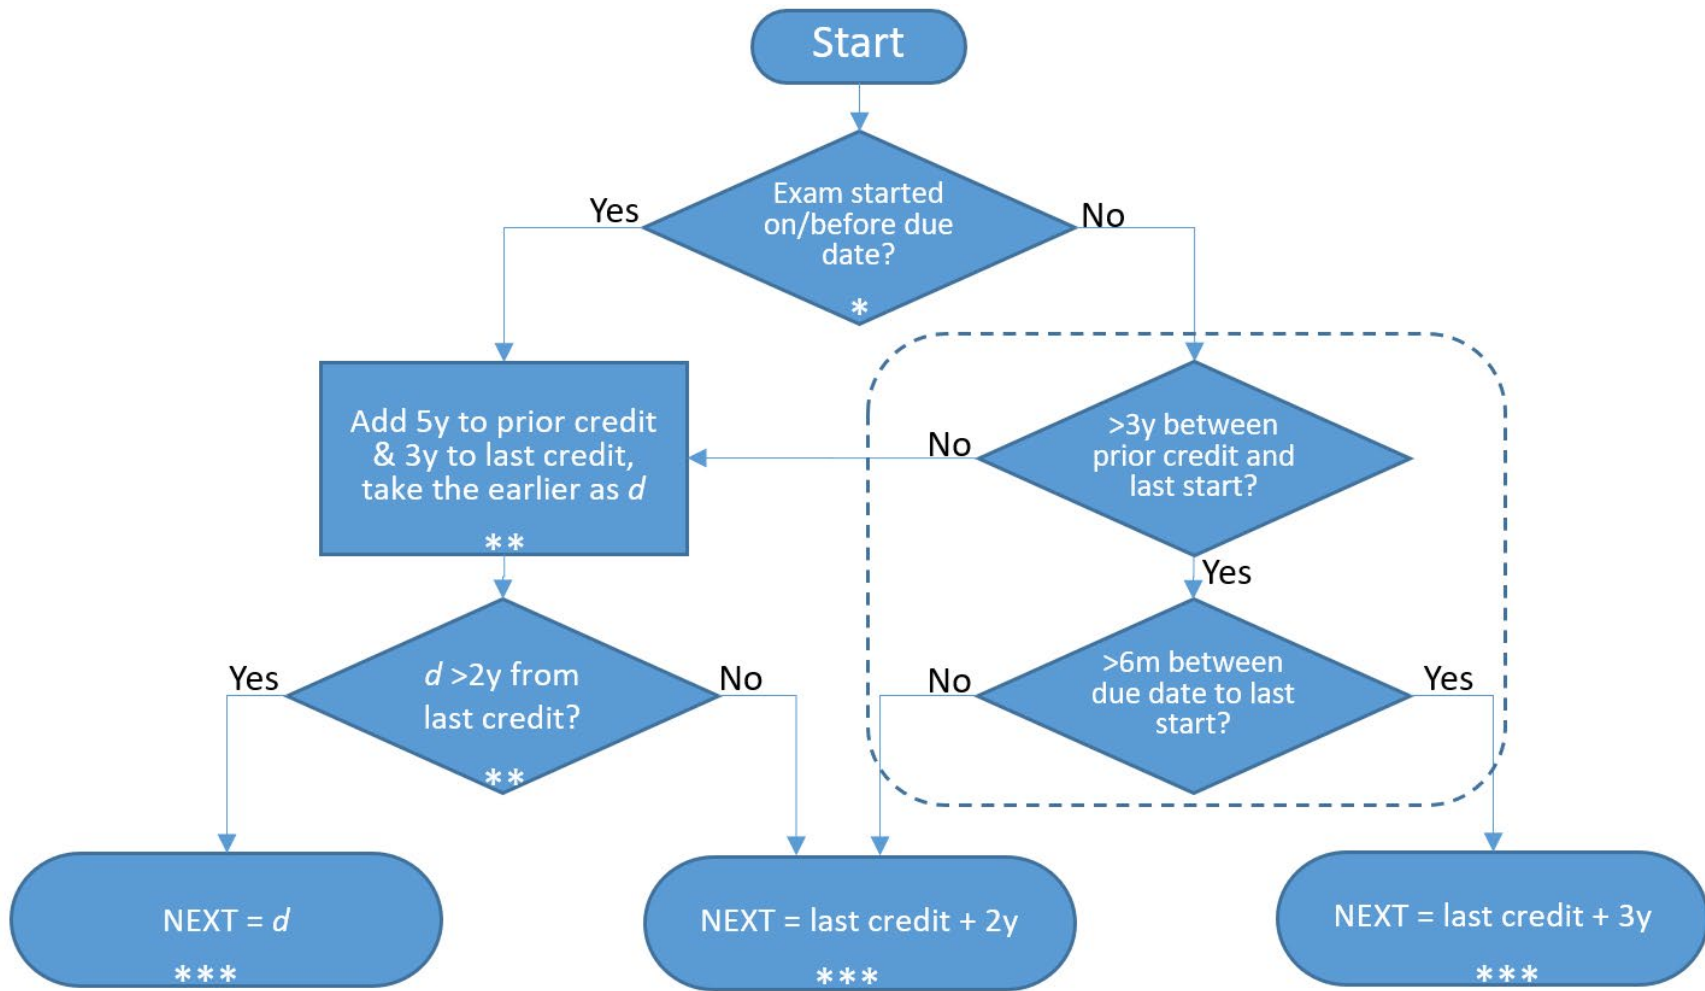 Start
Exam started
on/before due
date?
*
Yes
No
Add 5y to prior credit
& 3y to last credit,
take the earlier as d
**
No
>3y between
prior credit and
last start?
Yes
d >2y from
last credit?
**
Yes
No
>6m between
due date to last
start?
No
Yes
NEXT = d
***
NEXT = last credit + 2y
***
NEXT = last credit + 3y
***